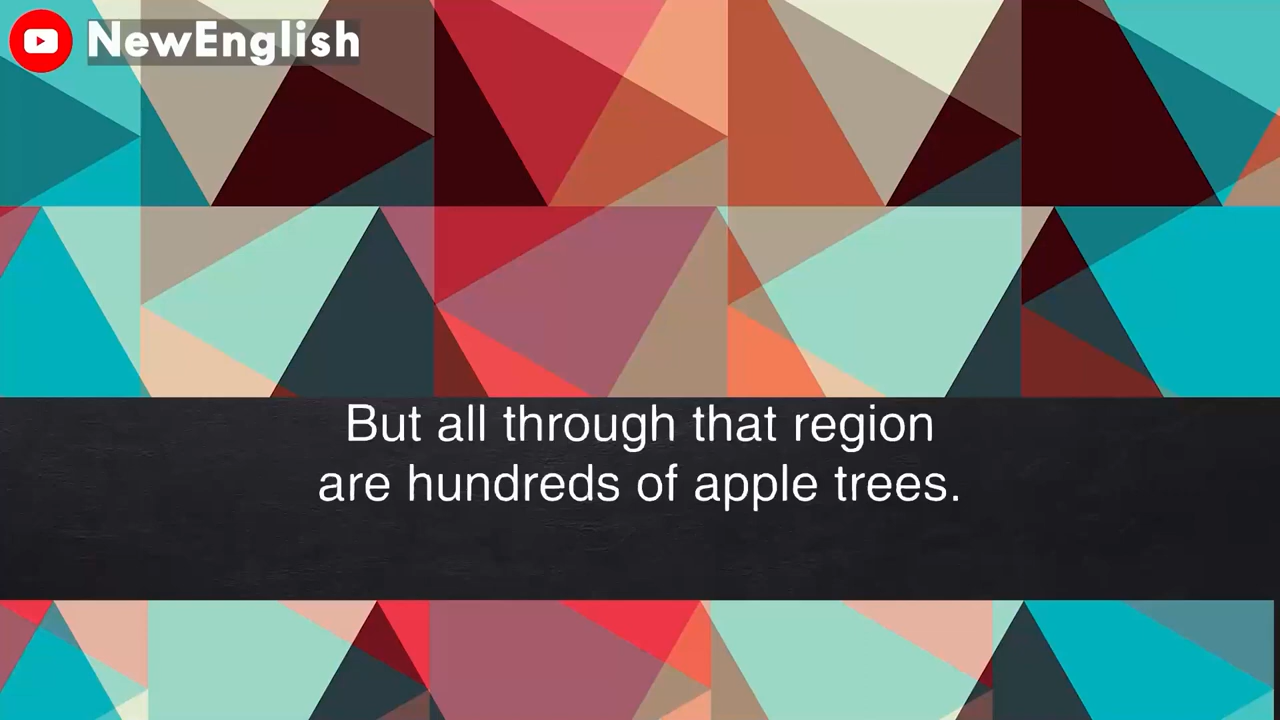 NewEnglish
But all through that region
are hundreds of apple trees.